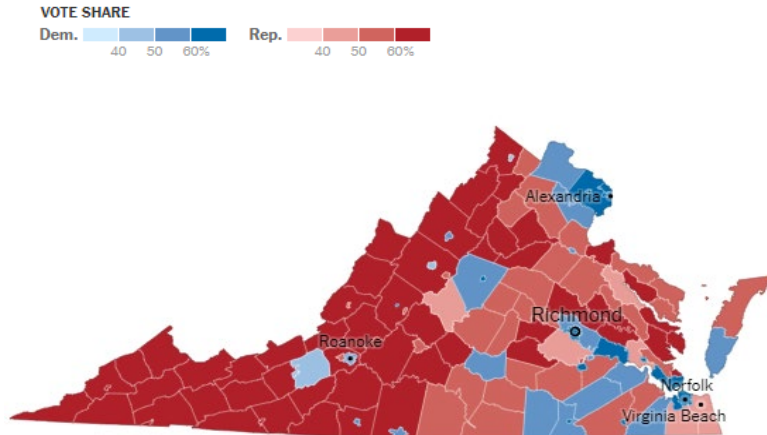 VOTE SHARE
Dem. Rep.
40 50 60% 40 50 60%
Alexandria
Richmond
Roanoke
Norfolk
Virginia Beach